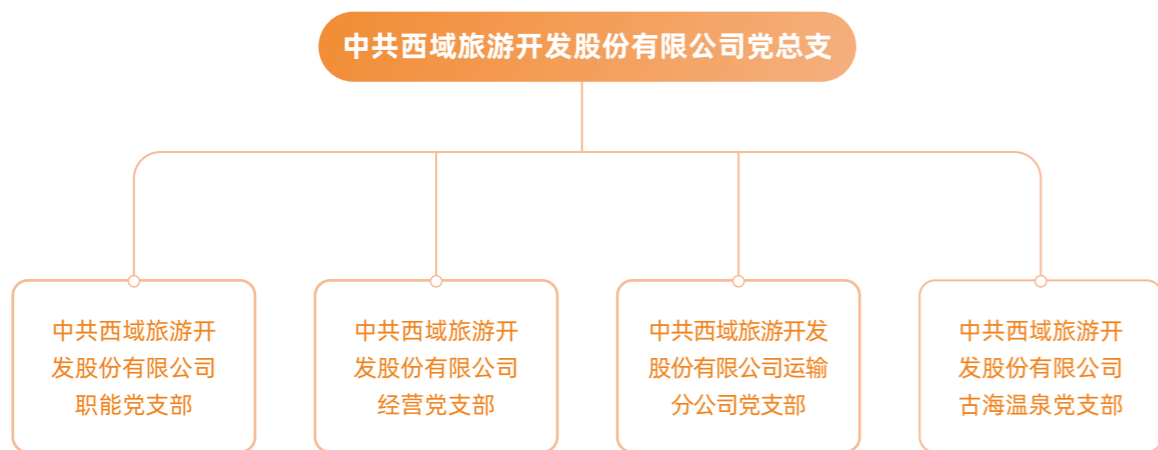 中共西域旅游开发股份有限公司党总支
中共西域旅游开
发股份有限公司
职能党支部
中共西域旅游开
发股份有限公司
经营党支部
中共西域旅游开发
股份有限公司运输
分公司党支部
中共西域旅游开
发股份有限公司
古海温泉党支部